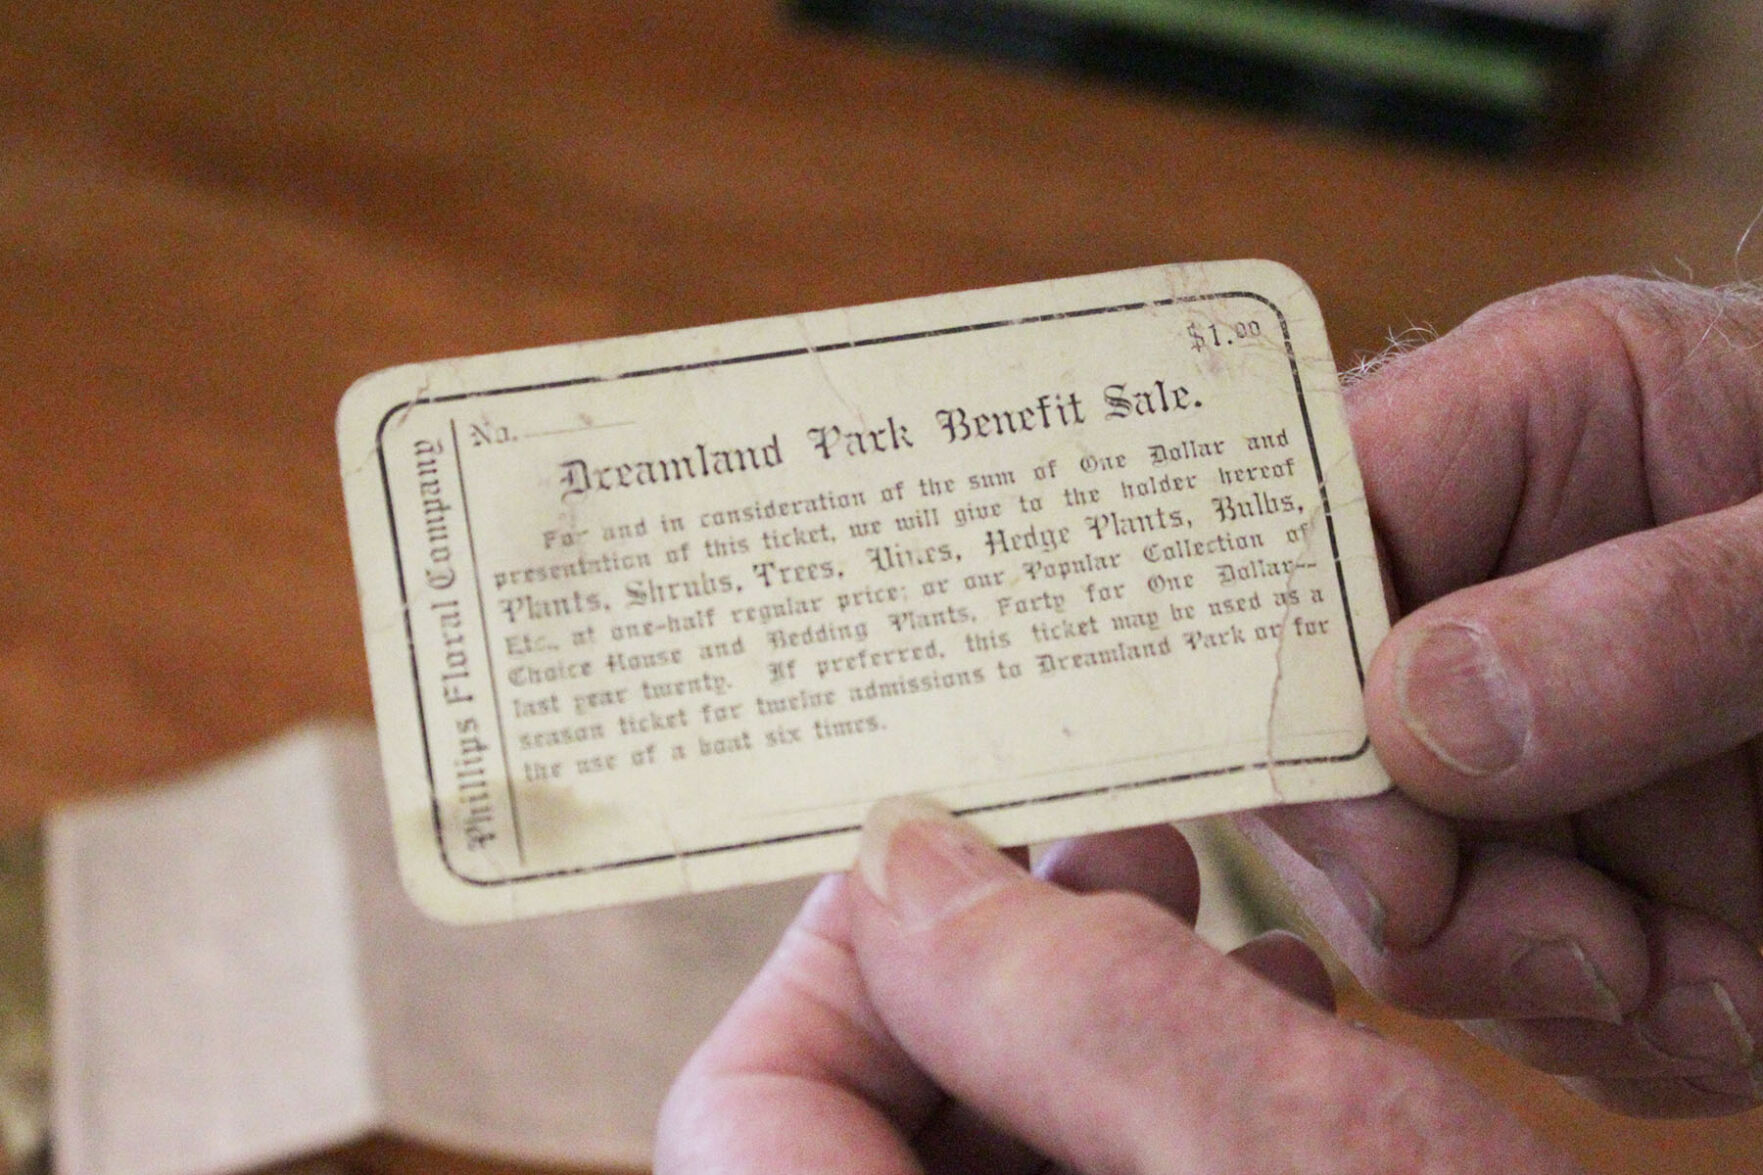 $1.00
No.
Dreamland Park Benefit Sale.
For and in consideration of the sum of One Dollar and
presentation of this ticket, we will give to the holder hereof
Plants, Shrubs, Trees, Vines, Hedge Plants, Bulbs,
Etc., at one-half regular price; or our Popular Collection of
Choice House and Bedding Plants, Forty for One Dollar--
last year twenty. If preferred, this ticket may be used as a
season ticket for twelve admissions to Dreamland Park or for
the use of a boat six times.
Phillips Floral Company